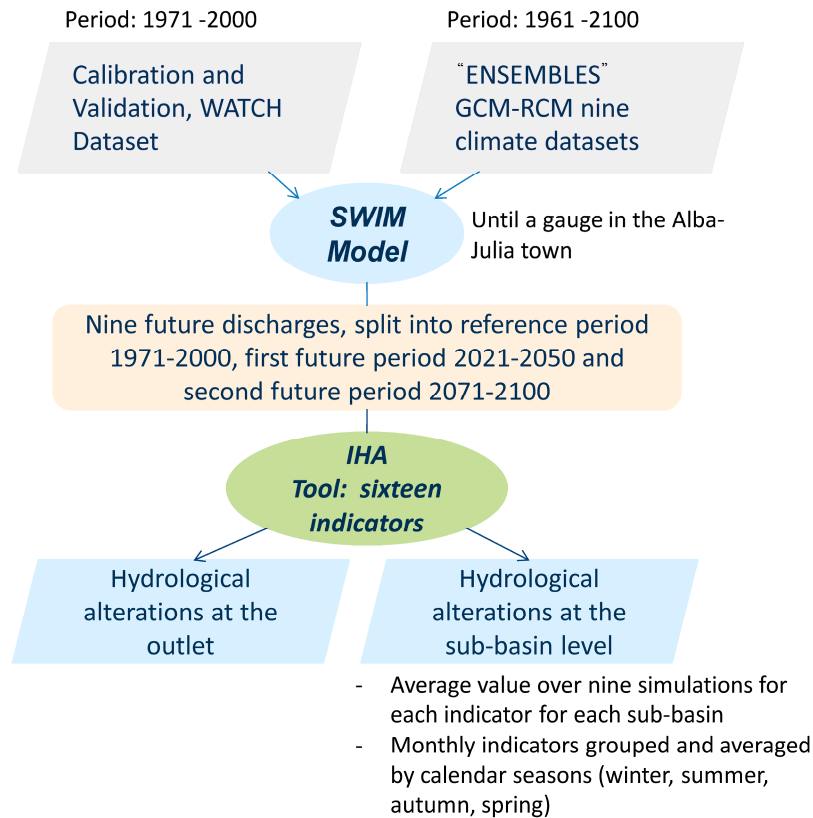 Period: 1971 -2000
Period: 1961 -2100
Calibration and
Validation, WATCH
Dataset
“ENSEMBLES”
GCM-RCM nine
climate datasets
SWIM
Model
Until a gauge in the Alba-
Julia town
Nine future discharges, split into reference period
1971-2000, first future period 2021-2050 and
second future period 2071-2100
IHA
Tool: sixteen
indicators
Hydrological
alterations at the
outlet
Hydrological
alterations at the
sub-basin level
- Average value over nine simulations for
each indicator for each sub-basin
- Monthly indicators grouped and averaged
by calendar seasons (winter, summer,
autumn, spring)